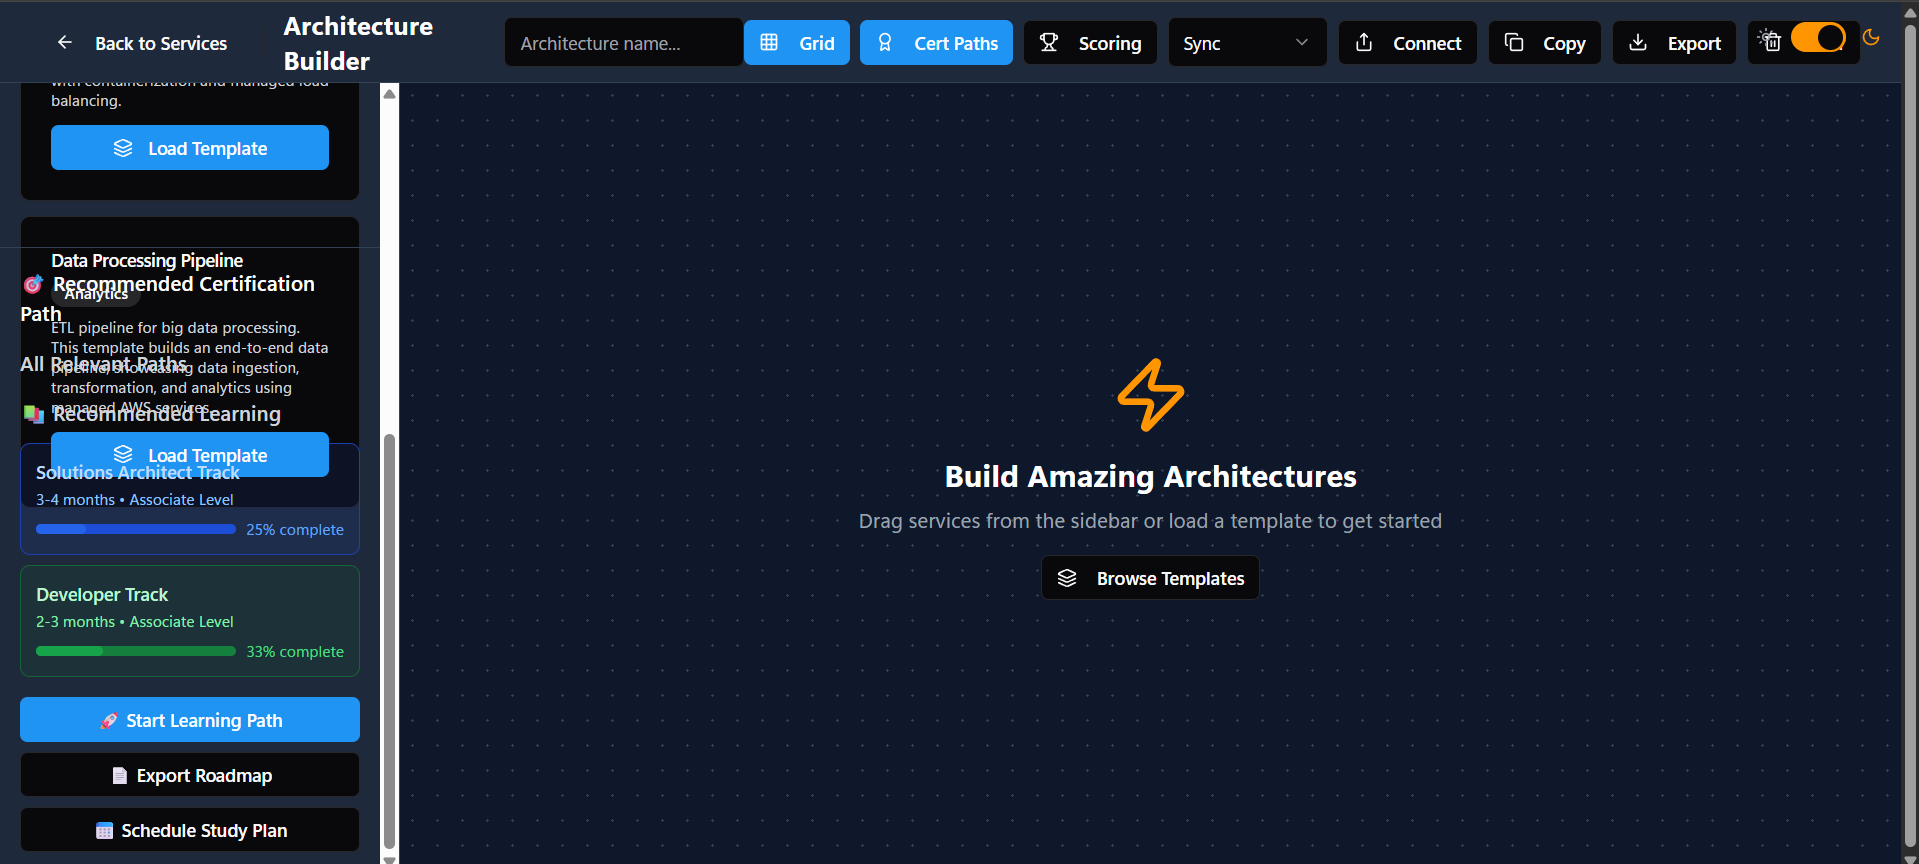 Back to Services
Architecture
Builder
Architecture name...
Grid
Cert Paths
Scoring
Sync
Connect
Copy
Export
with containerization and managed load
balancing.
Load Template
Data Processing Pipeline
🎯 Recommended Certification
Path
Analytics
ETL pipeline for big data processing.
This template builds an end-to-end data
pipeline, showcasing data ingestion,
transformation, and analytics using
managed AWS services.
All Relevant Paths
📚 Recommended Learning
Load Template
Solutions Architect Track
3-4 months • Associate Level
25% complete
Developer Track
2-3 months • Associate Level
33% complete
🚀 Start Learning Path
📄 Export Roadmap
📅 Schedule Study Plan
Build Amazing Architectures
Drag services from the sidebar or load a template to get started
Browse Templates